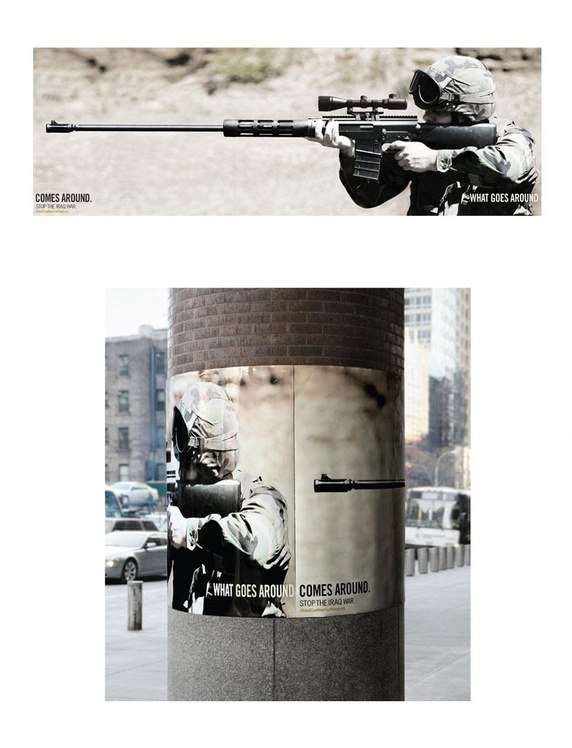 COMES AROUND.
STOP THE IRAQ WAR.
WHAT GOES AROUND
WHAT GOES AROUND
COMES AROUND.
STOP THE IRAQ WAR.